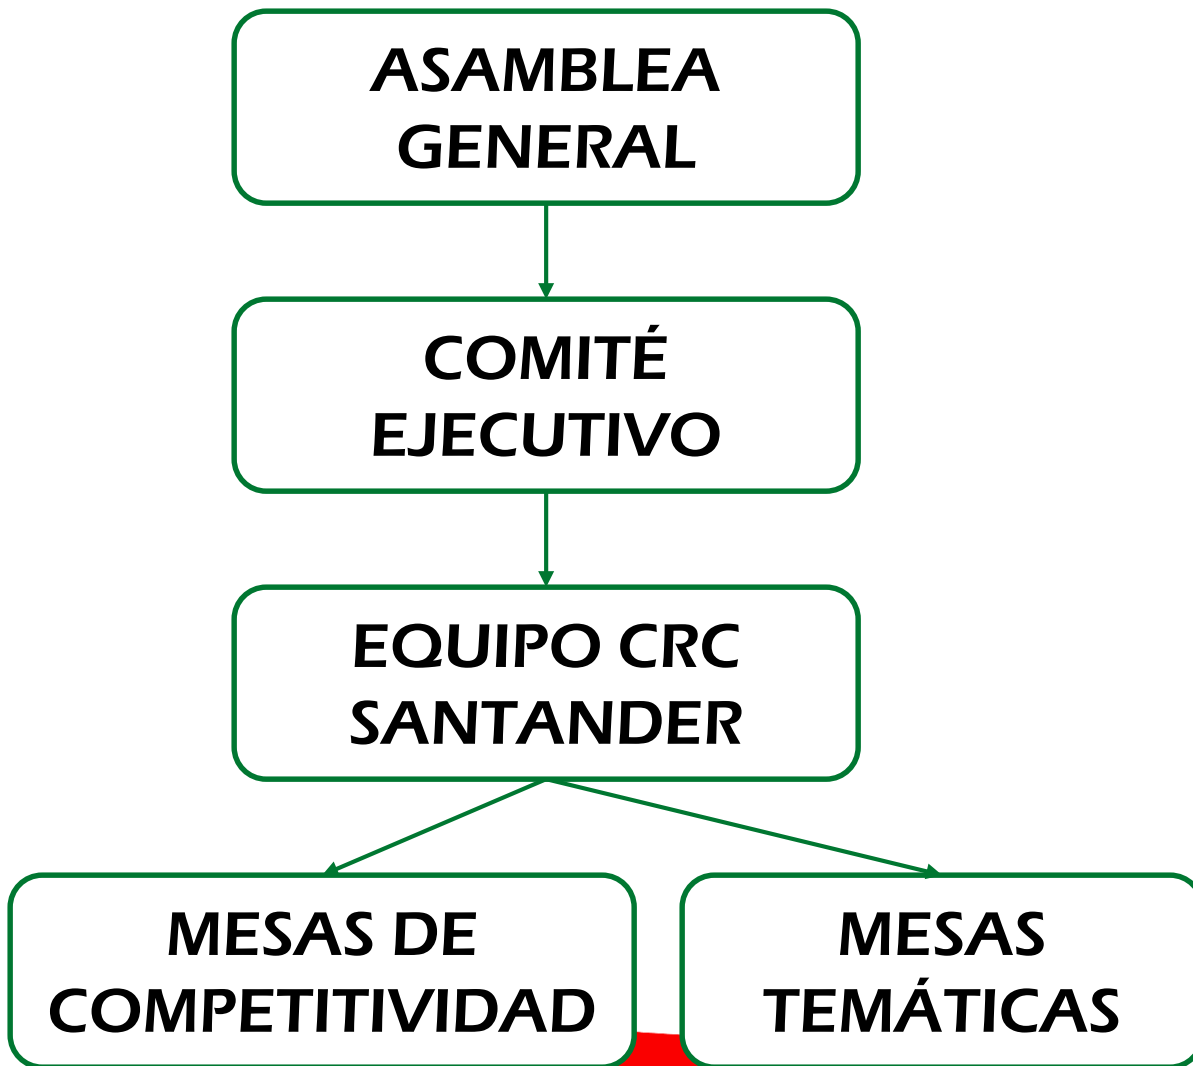 ASAMBLEA
GENERAL
COMITÉ
EJECUTIVO
EQUIPO CRC
SANTANDER
MESAS DE
COMPETITIVIDAD
MESAS
TEMÁTICAS